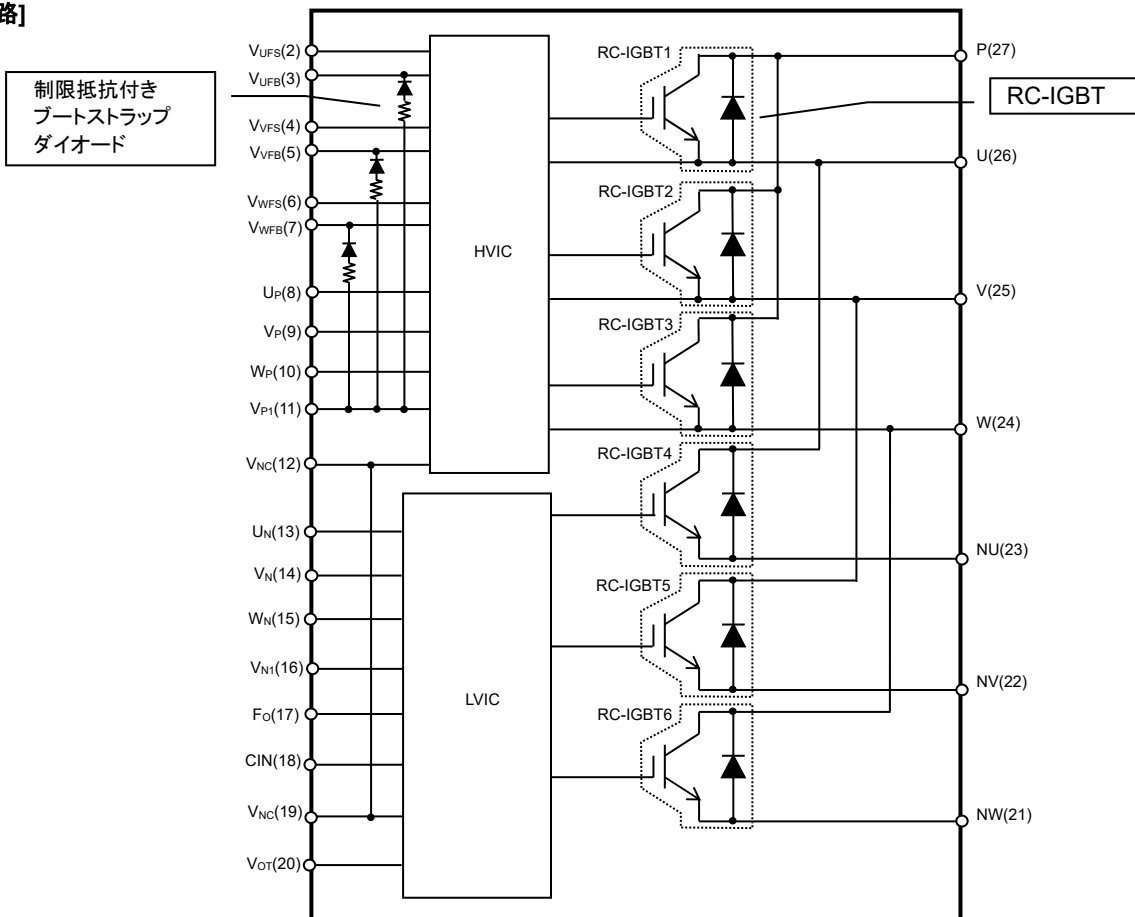 路]
制限抵抗付き
ブートストラップ
ダイオード
VUFS(2)
VUFB(3)
VVFS(4)
VVFB(5)
VWFS(6)
VWFB(7)
UP(8)
VP(9)
WP(10)
VP1(11)
VNC(12)
UN(13)
VN(14)
WN(15)
VN1(16)
FO(17)
CIN(18)
VNC(19)
VOT(20)
HVIC
LVIC
RC-IGBT1
RC-IGBT2
RC-IGBT3
RC-IGBT4
RC-IGBT5
RC-IGBT6
P(27)
RC-IGBT
U(26)
V(25)
W(24)
NU(23)
NV(22)
NW(21)